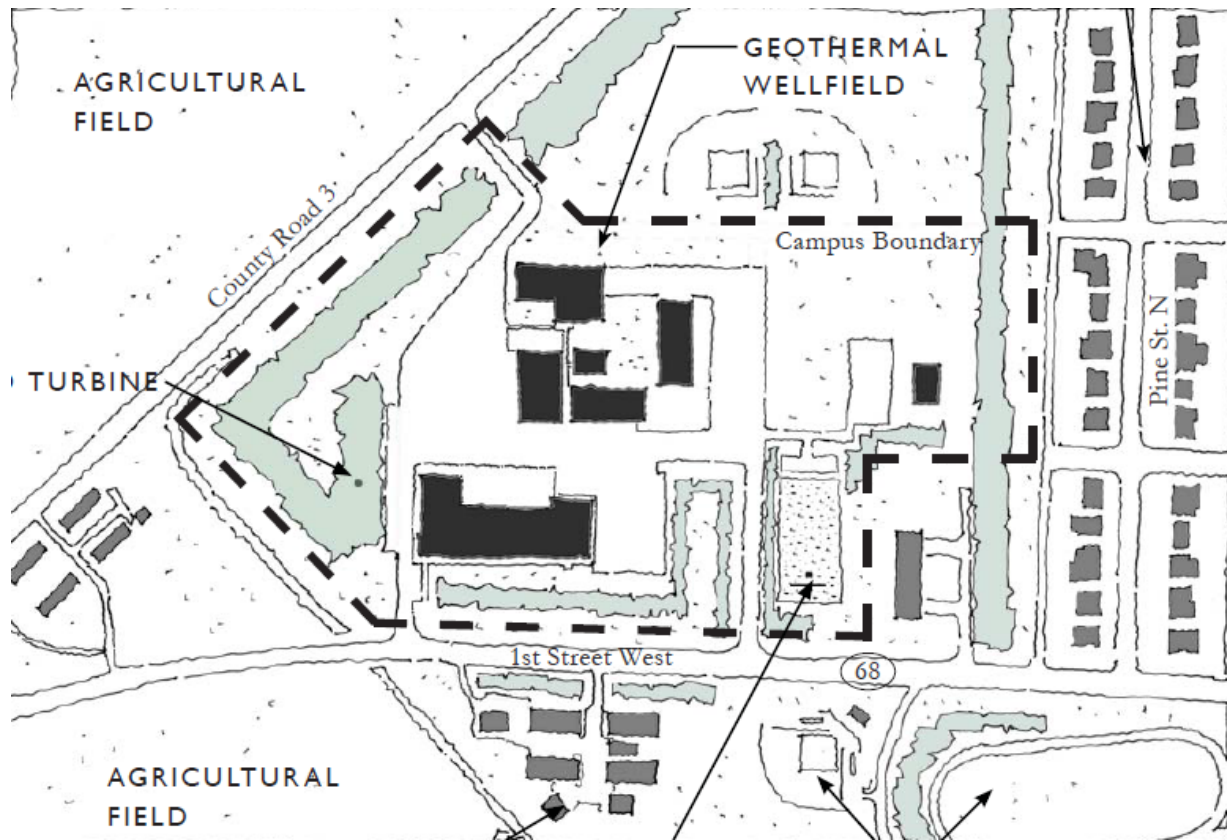 GEOTHERMAL
WELLFIELD
AGRICULTURAL
FIELD
County Road 3
Campus Boundary
Pine St. N
TURBINE
1st Street West
68
AGRICULTURAL
FIELD